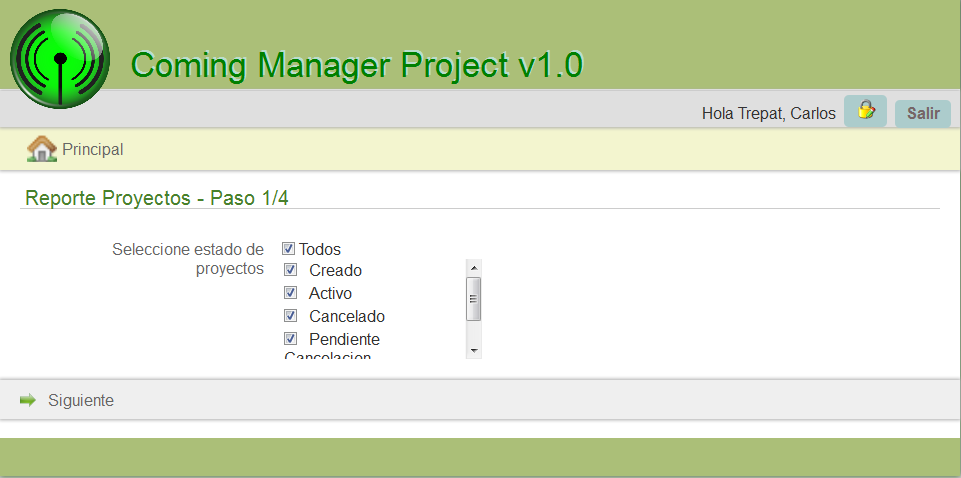 Coming Manager Project v1.0
Hola Trepat, Carlos
Salir
Principal
Reporte Proyectos - Paso 1/4
Seleccione estado de
proyectos
Todos
Creado
Activo
Cancelado
Pendiente
Cancelacion
Siguiente